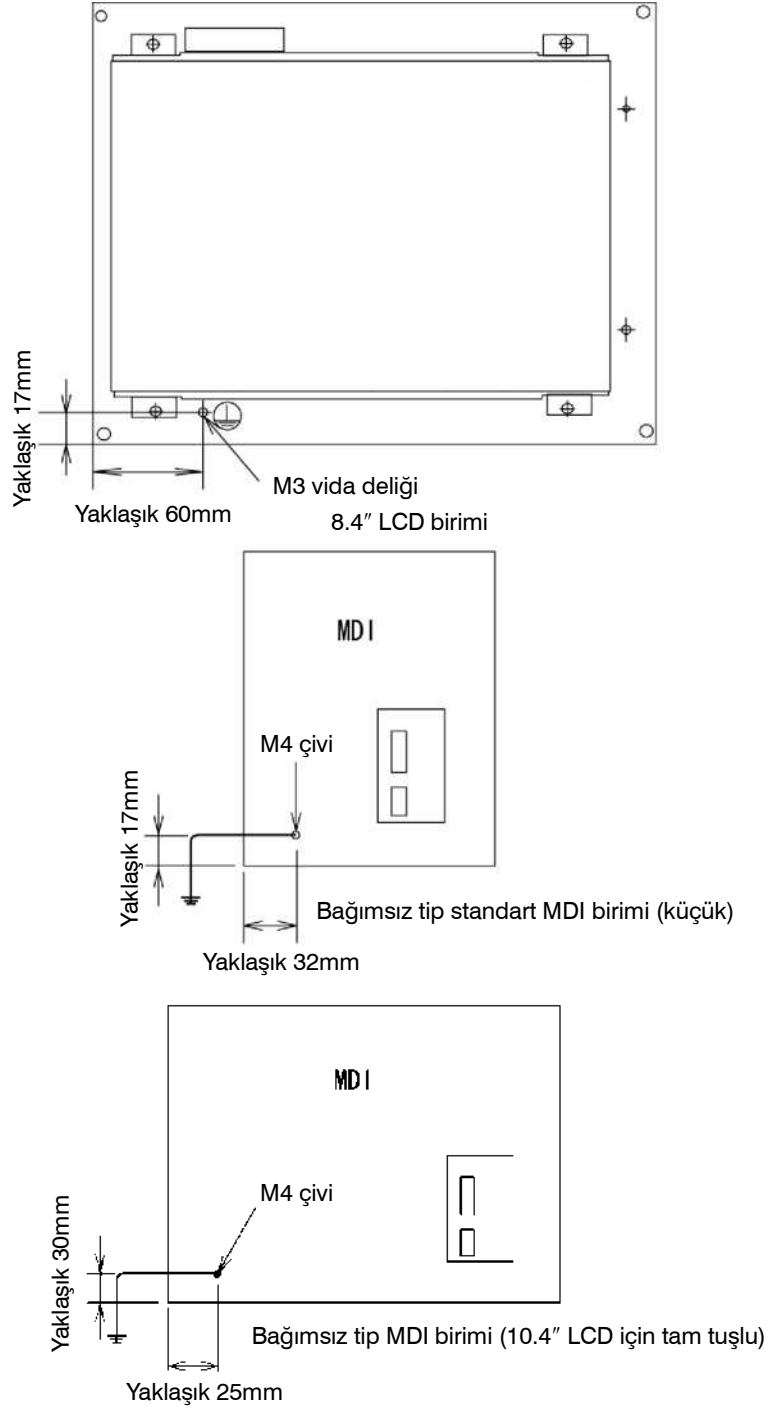 Yaklaşık 17mm
M3 vida deliği
Yaklaşık 60mm
8.4″ LCD birimi
MDI
M4 çivi
Yaklaşık 17mm
Bağımsız tip standart MDI birimi (küçük)
Yaklaşık 32mm
MDI
M4 çivi
Yaklaşık 30mm
Bağımsız tip MDI birimi (10.4″ LCD için tam tuşlu)
Yaklaşık 25mm